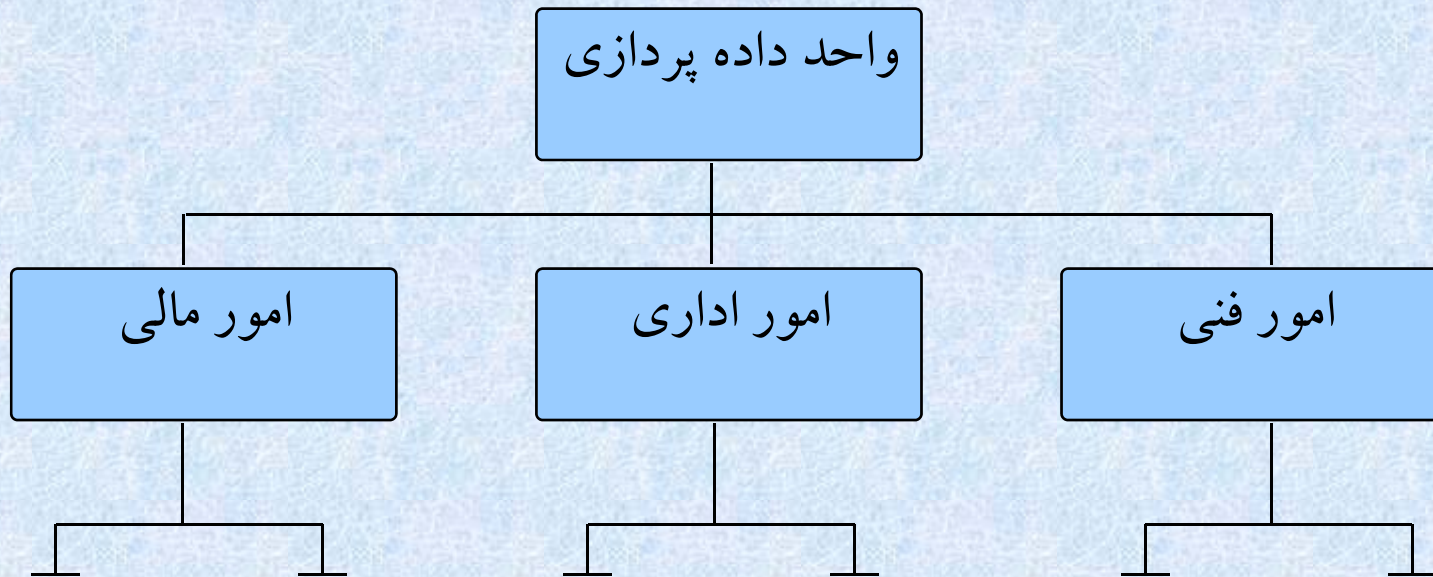 واحد داده پردازی
امور فنی
امور اداری
امور مالی